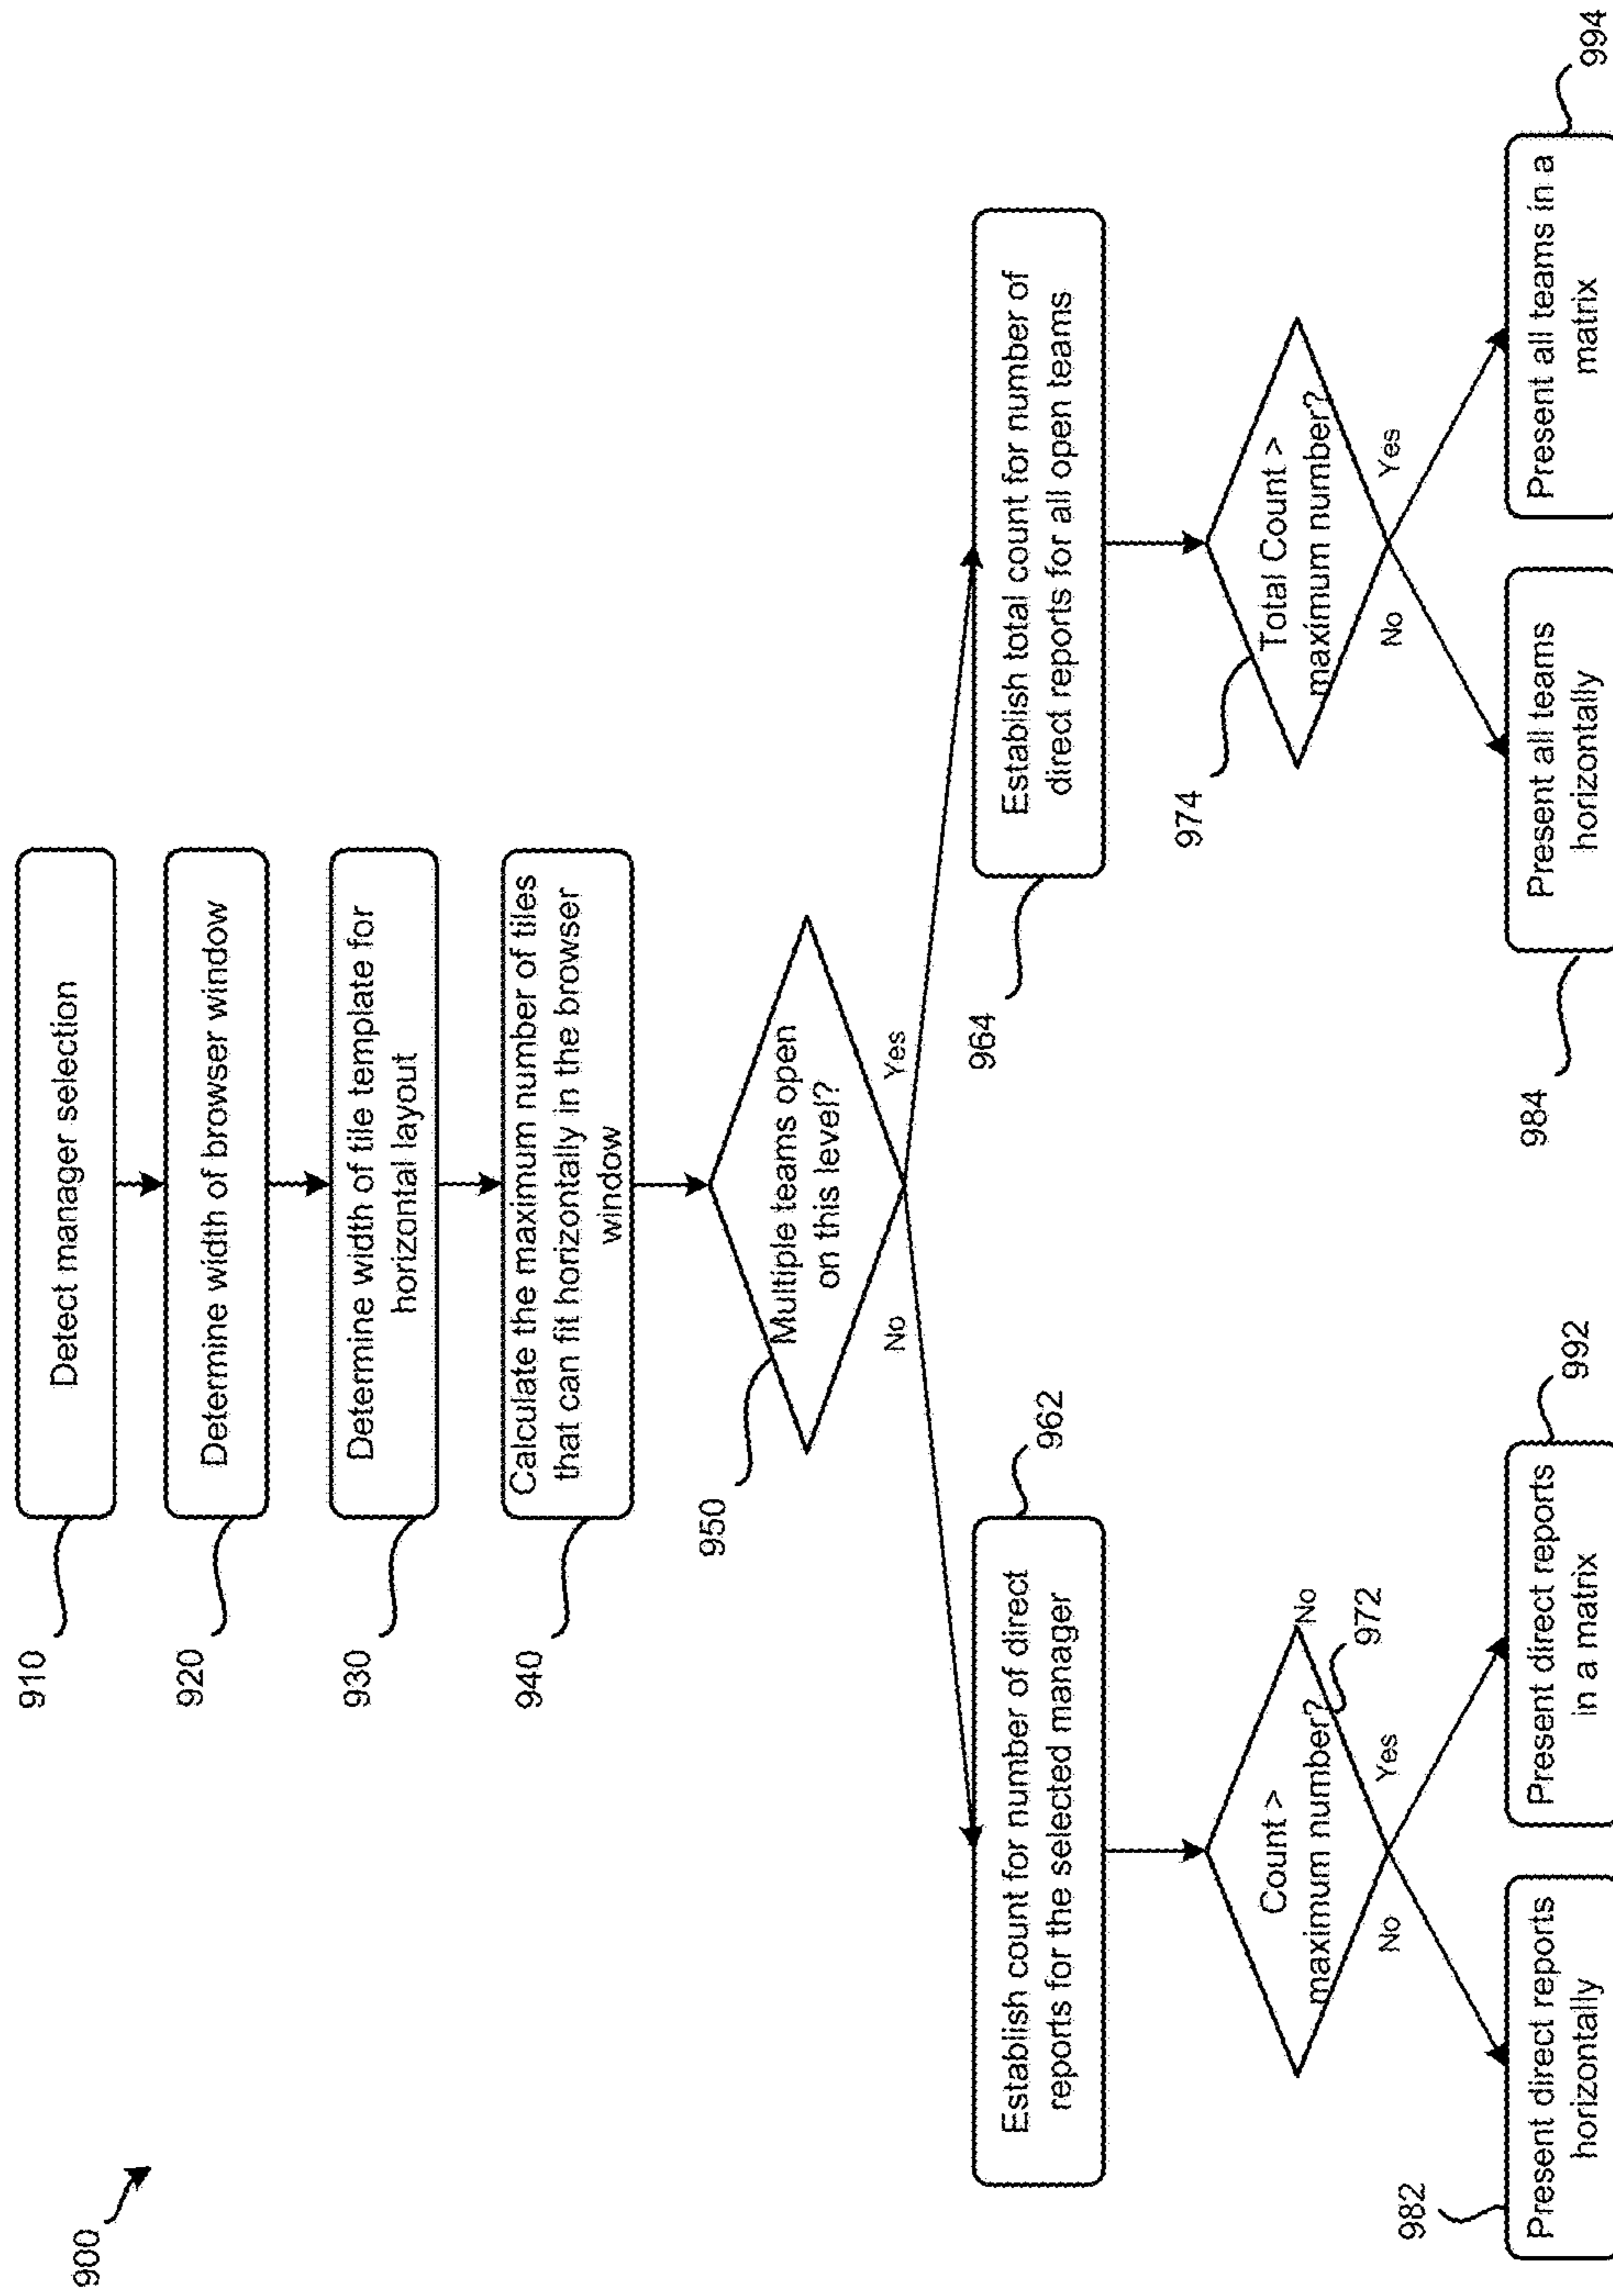 900
910
Detect manager selection
920
Determine width of browser window
930
Determine width of tile template for
horizontal layout
940
Calculate the maximum number of tiles
that can fit horizontally in the browser
window
950
Multiple teams open
on this level?
No
Yes
962
Establish count for number of direct
reports for the selected manager
964
Establish total count for number of
direct reports for all open teams
Count >
maximum number?
No
972
No
Yes
974
Total Count >
maximum number?
No
Yes
982
Present direct reports
horizontally
992
Present direct reports
in a matrix
984
Present all teams
horizontally
994
Present all teams in a
matrix